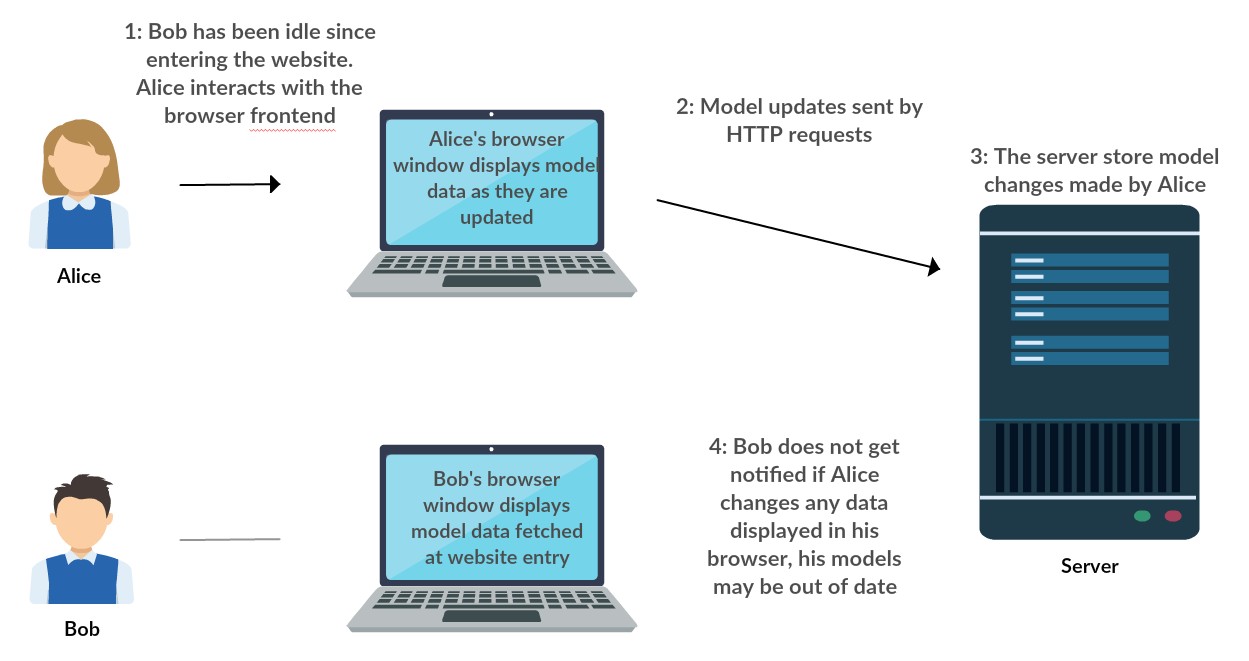 1: Bob has been idle since
entering the website.
Alice interacts with the
browser frontend
Alice
Alice's browser
window displays model
data as they are
updated
2: Model updates sent by
HTTP requests
3: The server store model
changes made by Alice
Bob
Bob's browser
window displays
model data fetched
at website entry
4: Bob does not get
notified if Alice
changes any data
displayed in his
browser, his models
may be out of date
Server